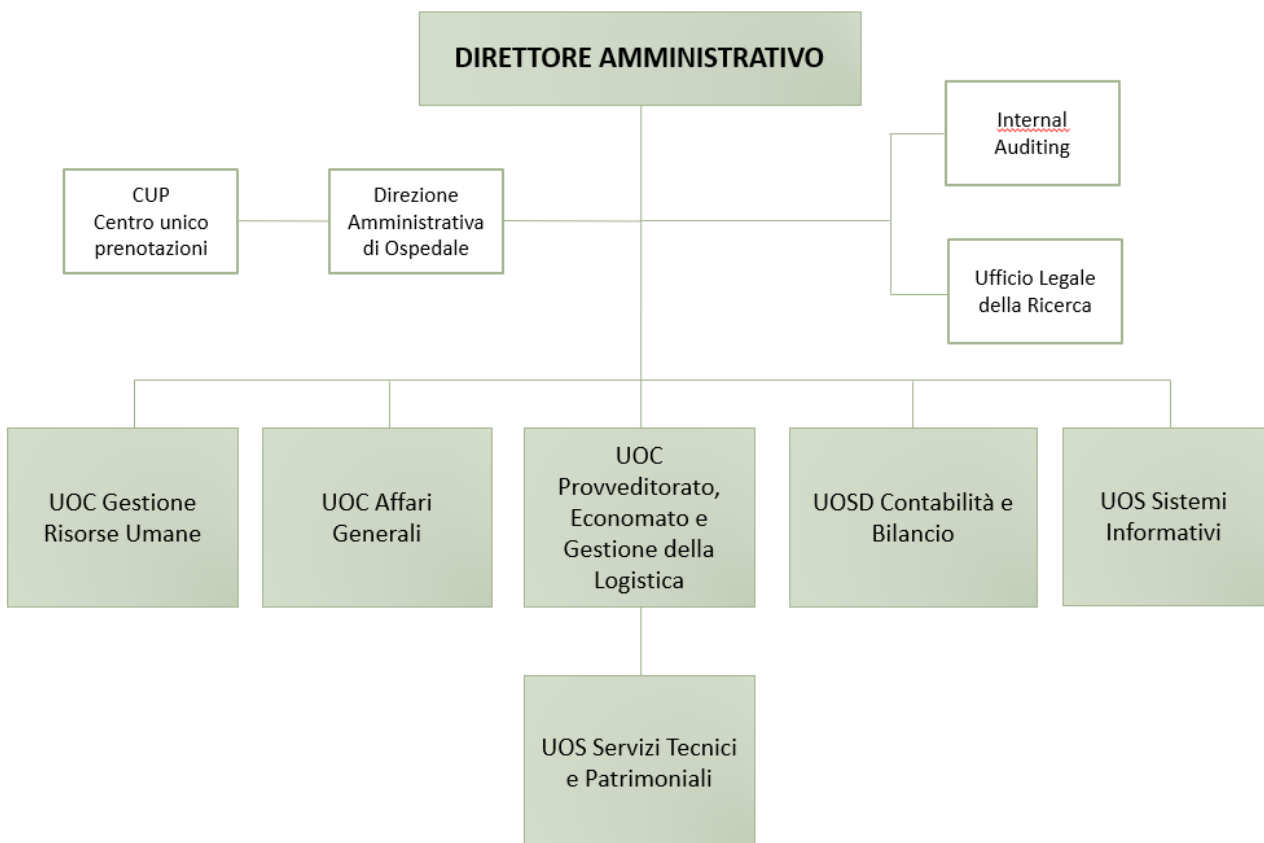 DIRETTORE AMMINISTRATIVO
Internal
Auditing
CUP
Centro unico
prenotazioni
Direzione
Amministrativa
di Ospedale
Ufficio Legale
della Ricerca
UOC Gestione
Risorse Umane
UOC Affari
Generali
UOC
Provveditorato,
Economato e
Gestione della
Logistica
UOSD Contabilità e
Bilancio
UOS Sistemi
Informativi
UOS Servizi Tecnici
e Patrimoniali